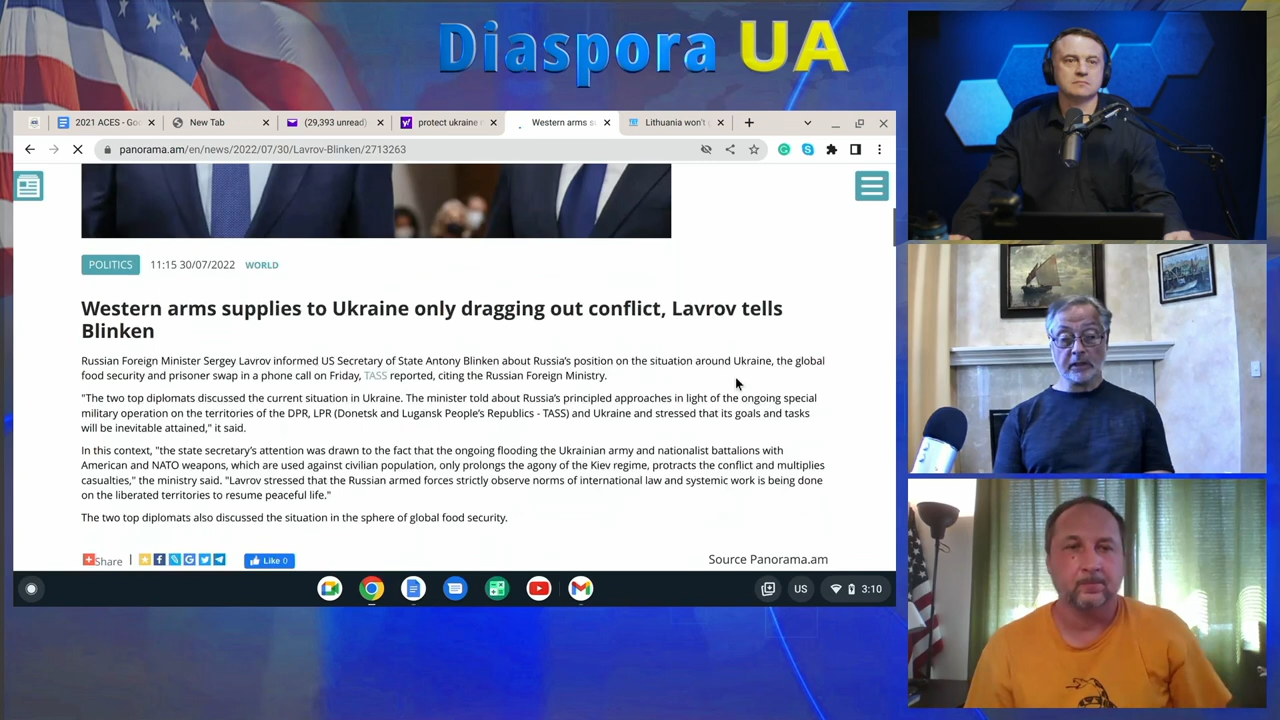 Diaspora UA
2021 ACES - Go
New Tab
(29,393 unread)
protect ukraine n
Western arms s
Lithuania won't
panorama.am/en/news/2022/07/30/Lavrov-Blinken/2713263
POLITICS 11:15 30/07/2022 WORLD
Western arms supplies to Ukraine only dragging out conflict, Lavrov tells
Blinken
Russian Foreign Minister Sergey Lavrov informed US Secretary of State Antony Blinken about Russia's position on the situation around Ukraine, the global
food security and prisoner swap in a phone call on Friday, TASS reported, citing the Russian Foreign Ministry.
"The two top diplomats discussed the current situation in Ukraine. The minister told about Russia's principled approaches in light of the ongoing special
military operation on the territories of the DPR, LPR (Donetsk and Lugansk People's Republics - TASS) and Ukraine and stressed that its goals and tasks
will be inevitable attained," it said.
In this context, "the state secretary's attention was drawn to the fact that the ongoing flooding the Ukrainian army and nationalist battalions with
American and NATO weapons, which are used against civilian population, only prolongs the agony of the Kiev regime, protracts the conflict and multiplies
casualties," the ministry said. "Lavrov stressed that the Russian armed forces strictly observe norms of international law and systemic work is being done
on the liberated territories to resume peaceful life."
The two top diplomats also discussed the situation in the sphere of global food security.
Share | Like 0
Source Panorama.am
US 3:10